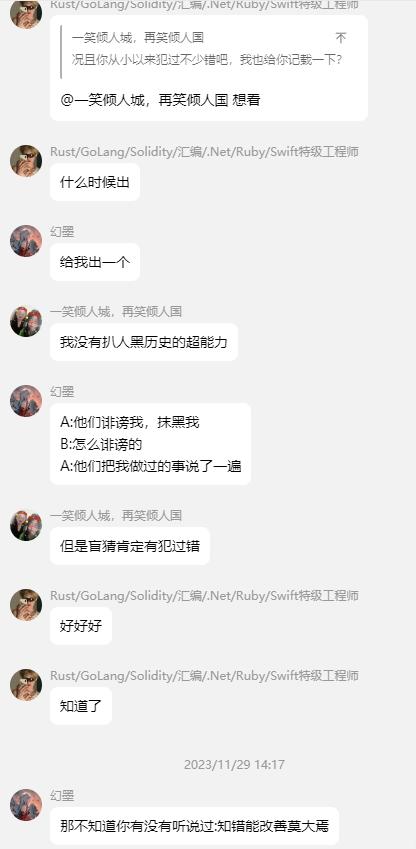 Rust/GoLang/Solidity/汇编/.Net/Ruby/Swift特级工程师
一笑倾人城，再笑倾人国
况且你从小以来犯过不少错吧，我也给你记载一下？
@一笑倾人城，再笑倾人国 想看
Rust/GoLang/Solidity/汇编/.Net/Ruby/Swift特级工程师
什么时候出
幻墨
给我出一个
一笑倾人城，再笑倾人国
我没有扒人黑历史的超能力
幻墨
A:他们诽谤我，抹黑我
B:怎么诽谤的
A:他们把我做过的事说了一遍
一笑倾人城，再笑倾人国
但是盲猜肯定有犯过错
Rust/GoLang/Solidity/汇编/.Net/Ruby/Swift特级工程师
好好好
Rust/GoLang/Solidity/汇编/.Net/Ruby/Swift特级工程师
知道了
2023/11/29 14:17
幻墨
那不知道你有没有听说过:知错能改善莫大焉